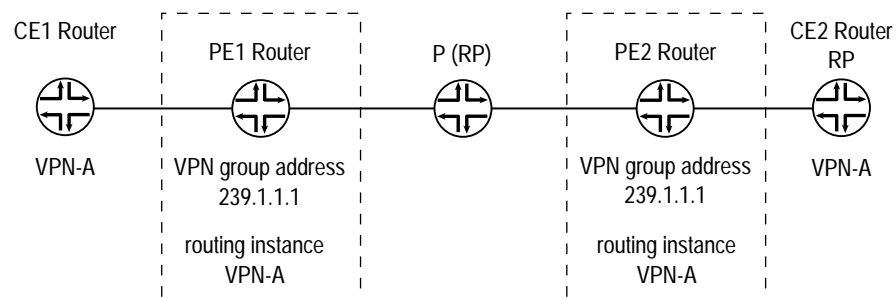 CE1 Router
PE1 Router
P (RP)
PE2 Router
CE2 Router
RP
VPN-A
VPN group address
239.1.1.1
routing instance
VPN-A
VPN group address
239.1.1.1
routing instance
VPN-A
VPN-A